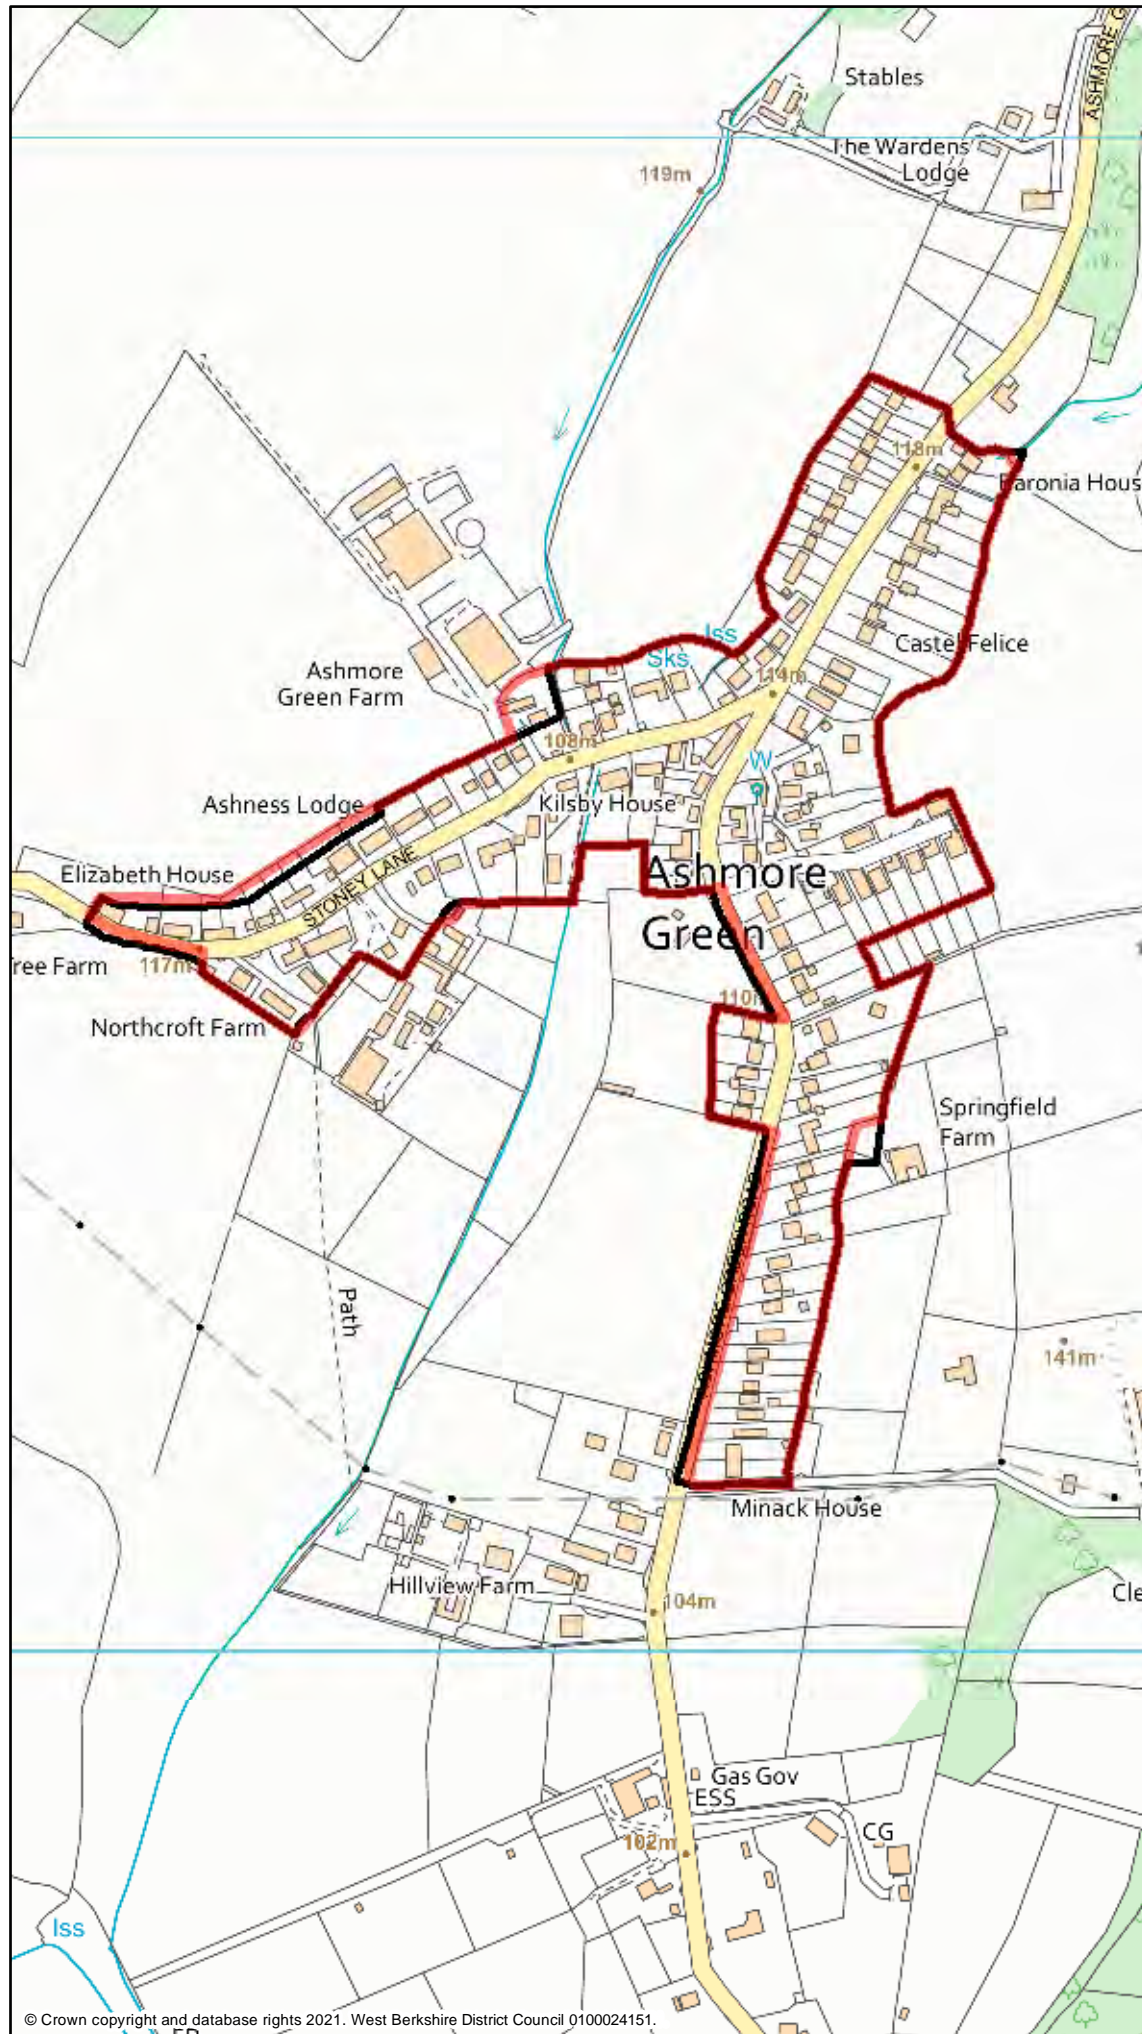 Stables
ASHMORE G
The Wardens
Lodge
119m
118m
Baronia Hous
Iss
Sks
Castel Felice
114m
Ashmore
Green Farm
108m
W
Ashness Lodge
Kilsby House
Elizabeth House
STONEY LANE
Ashmore
Green
ree Farm
117m
110m
Northcroft Farm
Springfield
Farm
Path
141m
Minack House
Hillview Farm
104m
Cle
Gas Gov
ESS
CG
102m
Iss
© Crown copyright and database rights 2021. West Berkshire District Council 0100024151.